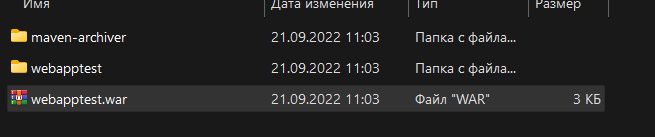 Имя Дата изменения Тип Размер
maven-archiver 21.09.2022 11:03 Папка с файла...
webapptest 21.09.2022 11:03 Папка с файла...
webapptest.war 21.09.2022 11:03 Файл "WAR" 3 КБ